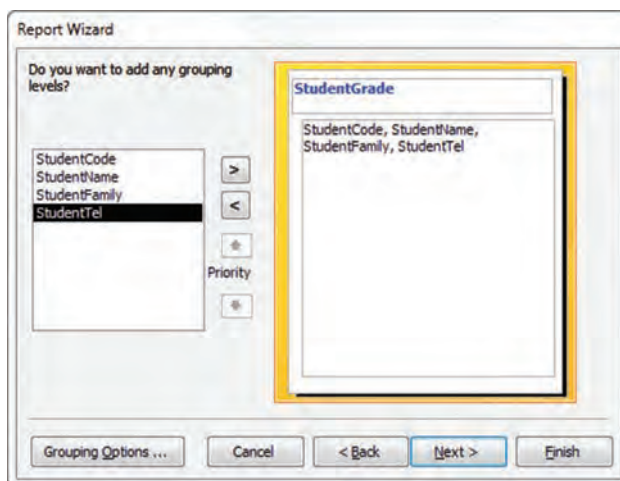 Report Wizard
Do you want to add any grouping
levels?
StudentCode
StudentName
StudentFamily
StudentTel
>
<
Priority
StudentGrade
StudentCode, StudentName,
StudentFamily, StudentTel
Grouping Options ...
Cancel
< Back
Next >
Finish